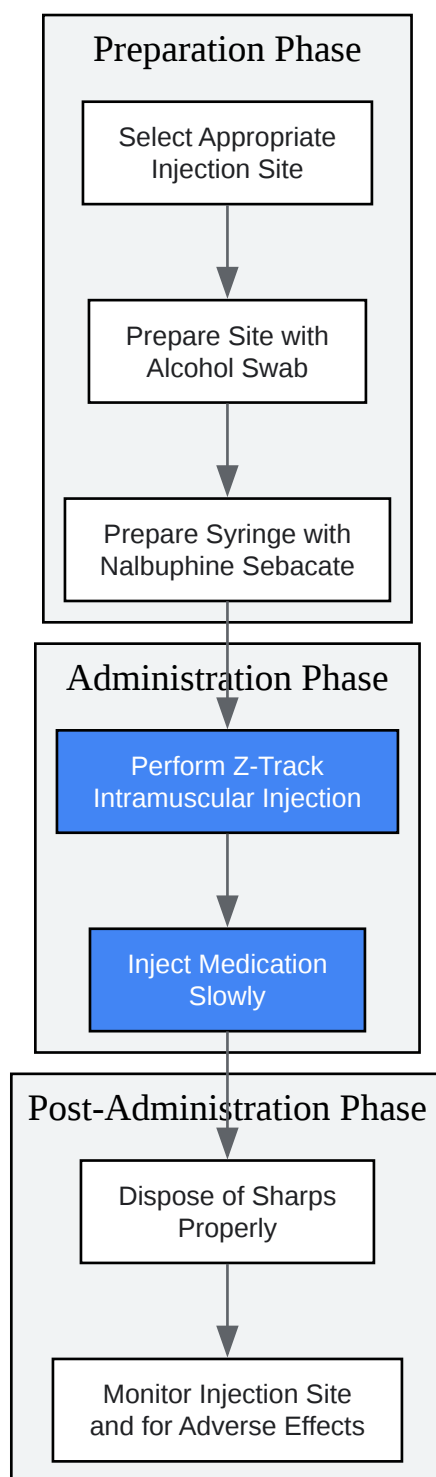 Preparation Phase
Select Appropriate
Injection Site
Prepare Site with
Alcohol Swab
Prepare Syringe with
Nalbuphine Sebacate
Administration Phase
Perform Z-Track
Intramuscular Injection
Inject Medication
Slowly
Post-Administration Phase
Dispose of Sharps
Properly
Monitor Injection Site
and for Adverse Effects